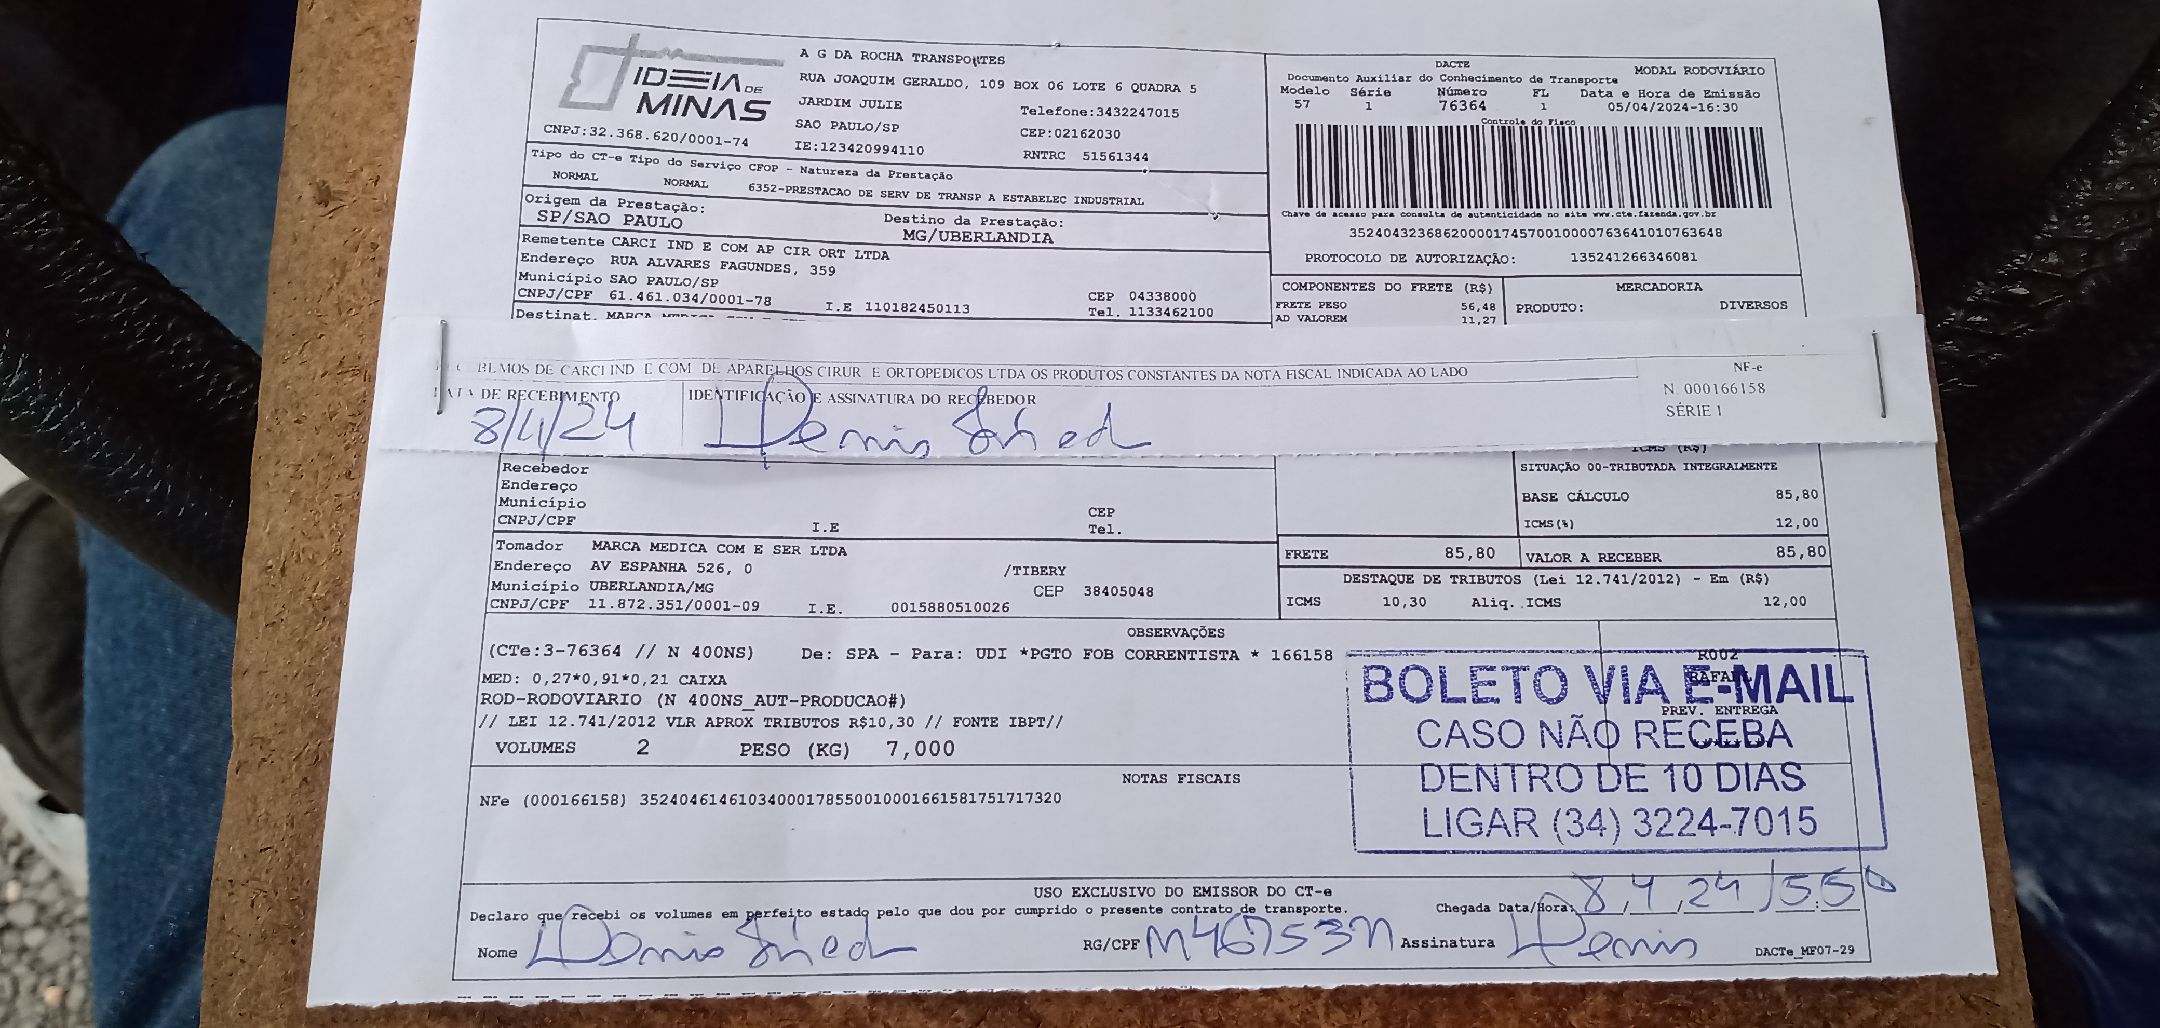 IDEIA DE MINAS
CNPJ:32.368.620/0001-74
A G DA ROCHA TRANSPORTES
RUA JOAQUIM GERALDO, 109 BOX 06 LOTE 6 QUADRA 5
JARDIM JULIE
Telefone:3432247015
SAO PAULO/SP
CEP:02162030
IE:123420994110
RNTRC 51561344
DACTE
MODAL RODOVIÁRIO
Documento Auxiliar do Conhecimento de Transporte
Modelo Série Número FL Data e Hora de Emissão
57 1 76364 1 05/04/2024-16:30
Controle do Fisco
Chave de acesso para consulta de autenticidade no site www.cte.fazenda.gov.br
35240432368620000174570010000763641010763648
PROTOCOLO DE AUTORIZAÇÃO: 135241266346081
Tipo do CT-e Tipo do Serviço CFOP - Natureza da Prestação
NORMAL NORMAL 6352-PRESTACAO DE SERV DE TRANSP A ESTABELEC INDUSTRIAL
Origem da Prestação:
SP/SAO PAULO
Destino da Prestação:
MG/UBERLANDIA
Remetente CARCI IND E COM AP CIR ORT LTDA
Endereço RUA ALVARES FAGUNDES, 359
Município SAO PAULO/SP
CEP 04338000
CNPJ/CPF 61.461.034/0001-78 I.E 110182450113 Tel. 1133462100
Destinat. MARCA
COMPONENTES DO FRETE (R$)
FRETE PESO 56,48
AD VALOREM 11,27
MERCADORIA
PRODUTO: DIVERSOS
BEMOS DE CARCI IND E COM DE APARELHOS CIRUR E ORTOPEDICOS LTDA OS PRODUTOS CONSTANTES DA NOTA FISCAL INDICADA AO LADO
NF-e
N. 000166158
SÉRIE 1
DATA DE RECEBIMENTO
8/4/24
IDENTIFICAÇÃO E ASSINATURA DO RECEBEDOR
Denis
Recebedor
Endereço
Município
CEP
CNPJ/CPF I.E Tel.
ICMS (R$)
SITUAÇÃO 00-TRIBUTADA INTEGRALMENTE
BASE CÁLCULO 85,80
ICMS(%) 12,00
Tomador MARCA MEDICA COM E SER LTDA
Endereço AV ESPANHA 526, 0 /TIBERY
Município UBERLANDIA/MG CEP 38405048
CNPJ/CPF 11.872.351/0001-09 I.E. 0015880510026
FRETE 85,80 VALOR A RECEBER 85,80
DESTAQUE DE TRIBUTOS (Lei 12.741/2012) - Em (R$)
ICMS 10,30 Aliq. ICMS 12,00
OBSERVAÇÕES
(CTe:3-76364 // N 400NS) De: SPA - Para: UDI *PGTO FOB CORRENTISTA * 166158
MED: 0,27*0,91*0,21 CAIXA
ROD-RODOVIARIO (N 400NS_AUT-PRODUCAO#)
// LEI 12.741/2012 VLR APROX TRIBUTOS R$10,30 // FONTE IBPT//
VOLUMES 2 PESO (KG) 7,000
R002
PREV. ENTREGA
BOLETO VIA E-MAIL
CASO NÃO RECEBA
DENTRO DE 10 DIAS
LIGAR (34) 3224-7015
NOTAS FISCAIS
NFe (000166158) 35240461461034000178550010001661581751717320
USO EXCLUSIVO DO EMISSOR DO CT-e
Declaro que recebi os volumes em perfeito estado pelo que dou por cumprido o presente contrato de transporte.
Chegada Data/Hora: 8,4,24
Nome Denis
RG/CPF
Assinatura Denis
DACTe_MF07-29